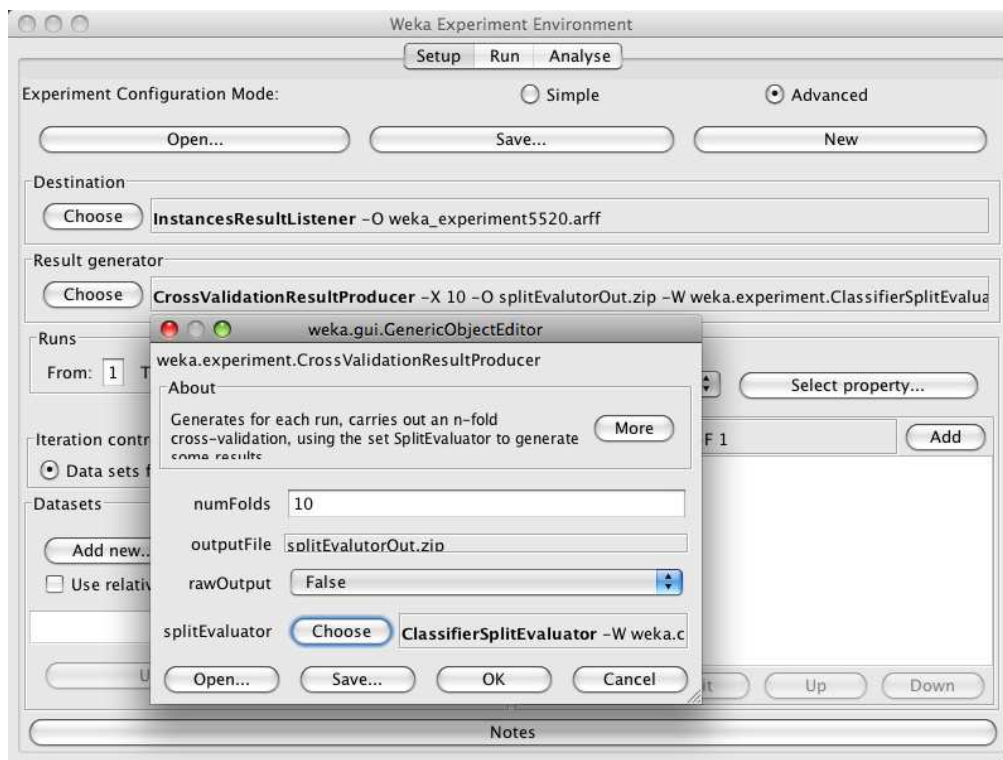 Weka Experiment Environment
Setup Run Analyse
Experiment Configuration Mode: Simple Advanced
Open... Save... New
Destination
Choose InstancesResultListener -O weka_experiment5520.arff
Result generator
Choose CrossValidationResultProducer -X 10 -O splitEvalutorOut.zip -W weka.experiment.ClassifierSplitEvalua
Runs
From: 1 T
Select property...
Iteration contr
Data sets f
F 1 Add
Datasets
Add new..
Use relativ
U
Up Down
Notes
weka.gui.GenericObjectEditor
weka.experiment.CrossValidationResultProducer
About
Generates for each run, carries out an n-fold
cross-validation, using the set SplitEvaluator to generate
some results
More
numFolds 10
outputFile splitEvalutorOut.zip
rawOutput False
splitEvaluator Choose ClassifierSplitEvaluator -W weka.c
Open... Save... OK Cancel